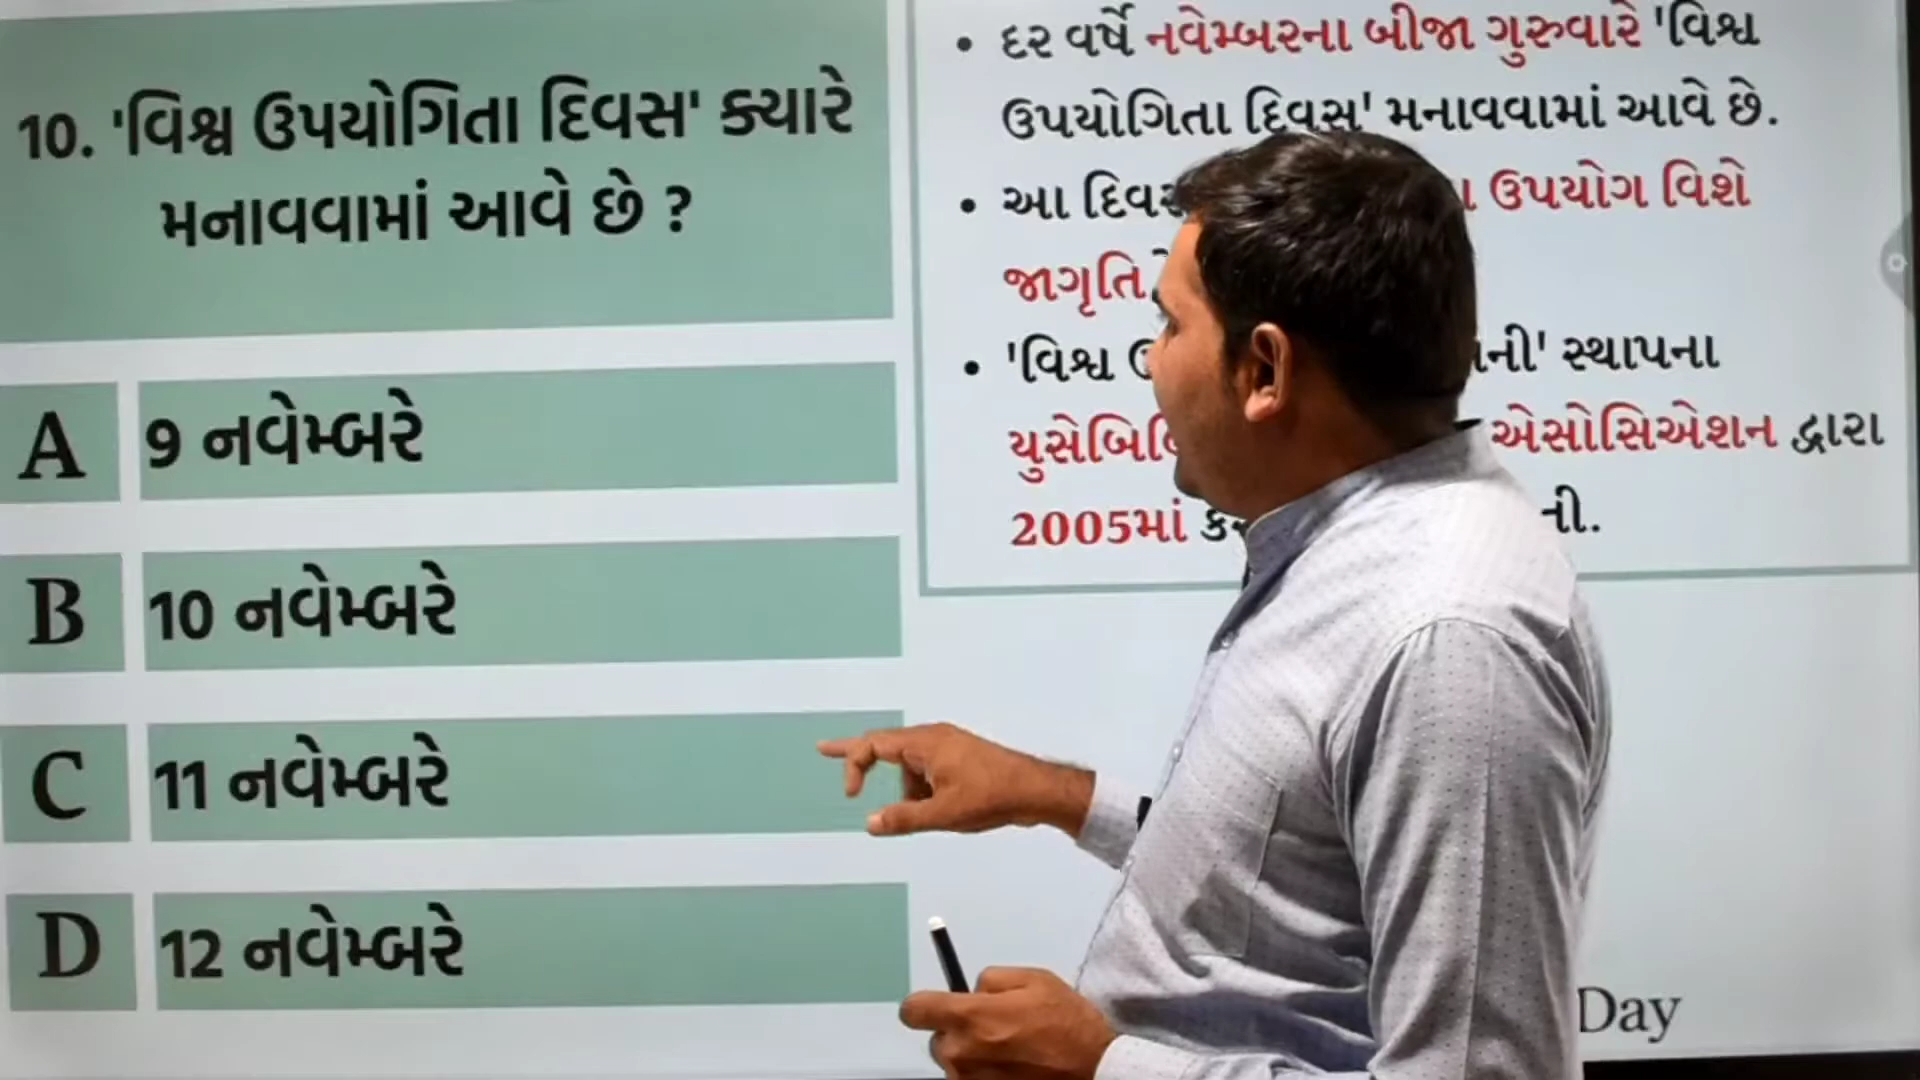 10. 'વિશ્વ ઉપયોગિતા દિવસ' ક્યારે
મનાવવામાં આવે છે ?
A 9 નવેમ્બરે
B 10 નવેમ્બરે
C 11 નવેમ્બરે
D 12 નવેમ્બરે
• દર વર્ષે નવેમ્બરના બીજા ગુરુવારે 'વિશ્વ
ઉપયોગિતા દિવસ' મનાવવામાં આવે છે.
• આ ઉપયોગ વિશે
જાગૃતિ
• 'વિશ્વ સ્થાપના
એસોસિએશન દ્વારા
2005માં
Day